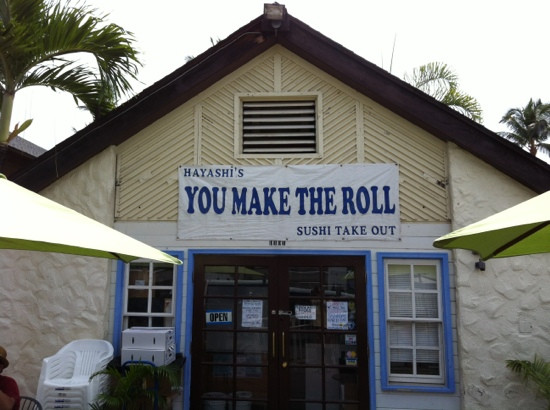 HAYASHI'S
YOU MAKE THE ROLL
SUSHI TAKE OUT
OPEN